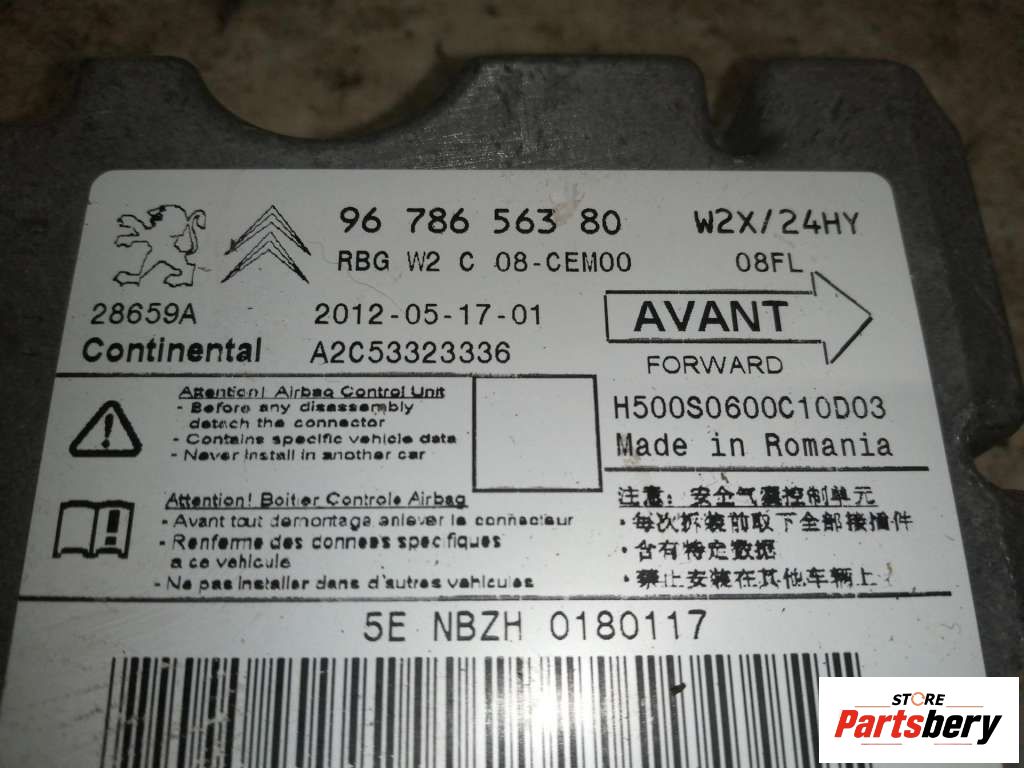 96 786 563 80 W2X/24HY
RBG W2 C 08-CEM00 08FL
28659A 2012-05-17-01 AVANT
Continental A2C53323336 FORWARD
Attention! Airbag Control Unit
- Before any disassembly
detach the connector
- Contains specific vehicle data
- Never install in another car
H500S0600C10D03
Made in Romania
Attention! Boitier Controle Airbag
- Avant tout demontage enlever le connecteur
- Renferme des donnees specifiques
a ce vehicule
- Ne pas installer dans d'autres vehicules
注意: 安全气囊控制单元
·每次拆装前取下全部接插件
·含有特定数据
·禁止安装在其他车辆上
5E NBZH 0180117
STORE
Partsbery